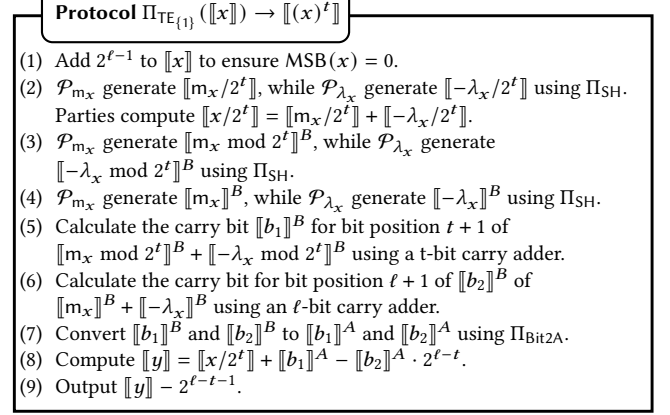 Protocol Π_TE_{1}(⟦x⟧) → ⟦(x)^t⟧
(1) Add 2^{ℓ−1} to ⟦x⟧ to ensure MSB(x) = 0.
(2) 𝒫_{m_x} generate ⟦m_x/2^t⟧, while 𝒫_{λ_x} generate ⟦−λ_x/2^t⟧ using Π_SH.
Parties compute ⟦x/2^t⟧ = ⟦m_x/2^t⟧ + ⟦−λ_x/2^t⟧.
(3) 𝒫_{m_x} generate ⟦m_x mod 2^t⟧^B, while 𝒫_{λ_x} generate
⟦−λ_x mod 2^t⟧^B using Π_SH.
(4) 𝒫_{m_x} generate ⟦m_x⟧^B, while 𝒫_{λ_x} generate ⟦−λ_x⟧^B using Π_SH.
(5) Calculate the carry bit ⟦b_1⟧^B for bit position t + 1 of
⟦m_x mod 2^t⟧^B + ⟦−λ_x mod 2^t⟧^B using a t-bit carry adder.
(6) Calculate the carry bit for bit position ℓ + 1 of ⟦b_2⟧^B of
⟦m_x⟧^B + ⟦−λ_x⟧^B using an ℓ-bit carry adder.
(7) Convert ⟦b_1⟧^B and ⟦b_2⟧^B to ⟦b_1⟧^A and ⟦b_2⟧^A using Π_Bit2A.
(8) Compute ⟦y⟧ = ⟦x/2^t⟧ + ⟦b_1⟧^A − ⟦b_2⟧^A · 2^{ℓ−t}.
(9) Output ⟦y⟧ − 2^{ℓ−t−1}.